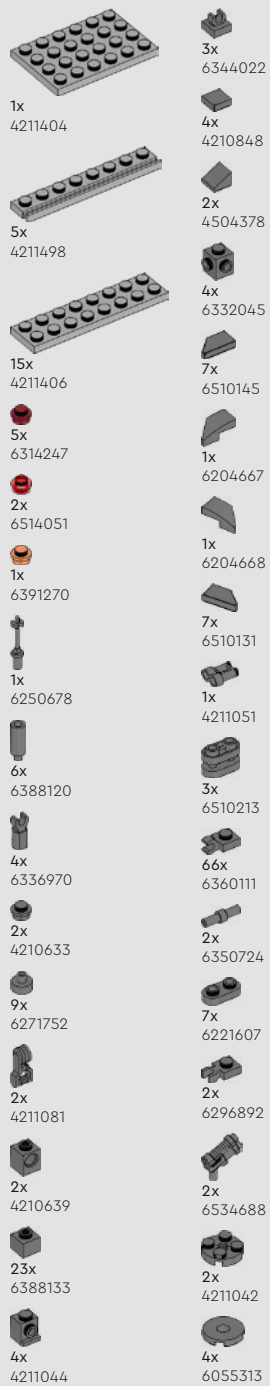 1x
4211404
5x
4211498
15x
4211406
5x
6314247
2x
6514051
1x
6391270
1x
6250678
6x
6388120
4x
6336970
2x
4210633
9x
6271752
2x
4211081
2x
4210639
23x
6388133
4x
4211044
3x
6344022
4x
4210848
2x
4504378
4x
6332045
7x
6510145
1x
6204667
1x
6204668
7x
6510131
1x
4211051
3x
6510213
66x
6360111
2x
6350724
7x
6221607
2x
6296892
2x
6534688
2x
4211042
4x
6055313